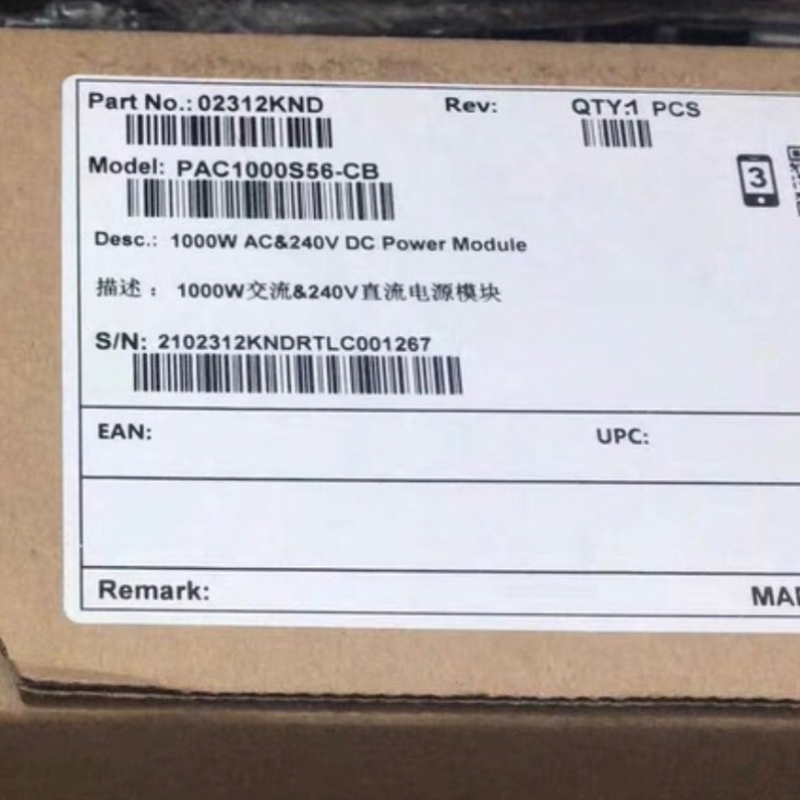 Part No.: 02312KND Rev: QTY:1 PCS
Model: PAC1000S56-CB
3
Desc.: 1000W AC&240V DC Power Module
描述： 1000W交流&240V直流电源模块
S/N: 2102312KNDRTLC001267
EAN: UPC:
Remark: MA